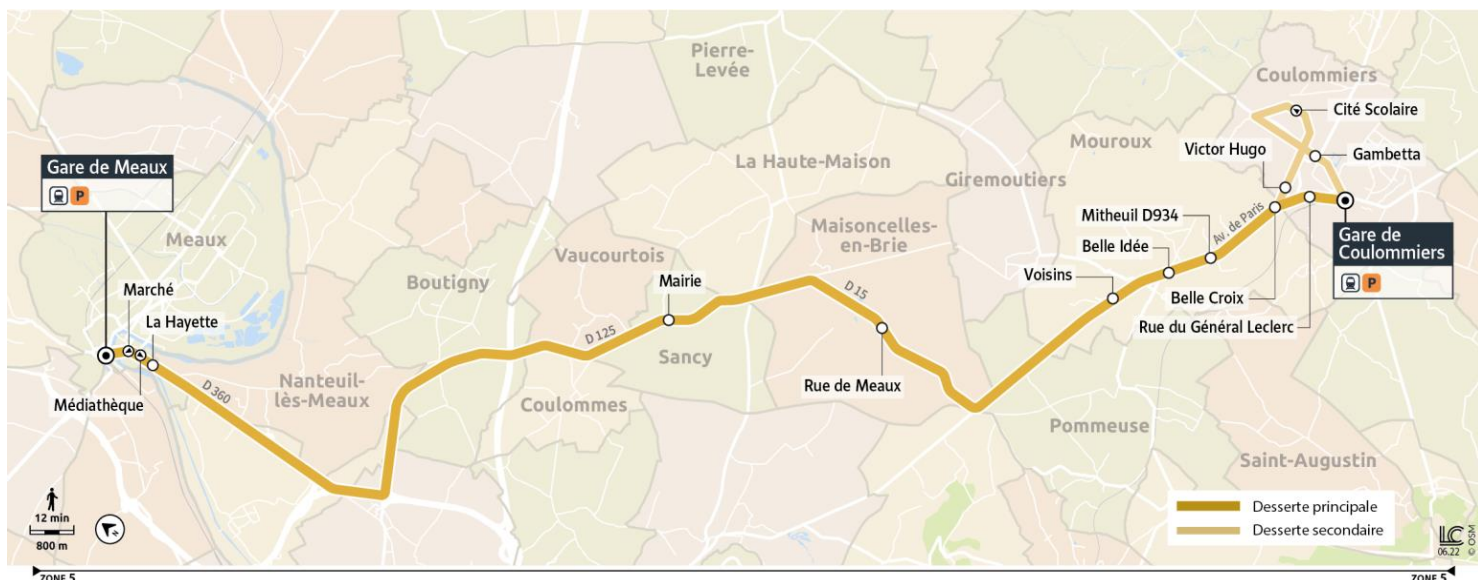 Pierre-
Levée
Coulommiers
Cité Scolaire
Mouroux
Victor Hugo
Gambetta
Gare de Meaux
P
La Haute-Maison
Giremoutiers
Mitheuil D934
Av. de Paris
Gare de
Coulommiers
P
Meaux
Maisoncelles-
en-Brie
Belle Idée
Vaucourtois
Boutigny
Mairie
Voisins
Belle Croix
Marché
D 15
Rue du Général Leclerc
La Hayette
D 125
Sancy
Nanteuil-
lès-Meaux
Rue de Meaux
Médiathèque
D 360
Coulommes
Pommeuse
Saint-Augustin
12 min
800 m
N
Desserte principale
Desserte secondaire
LC
06.22
© OSM
ZONE 5
ZONE 5